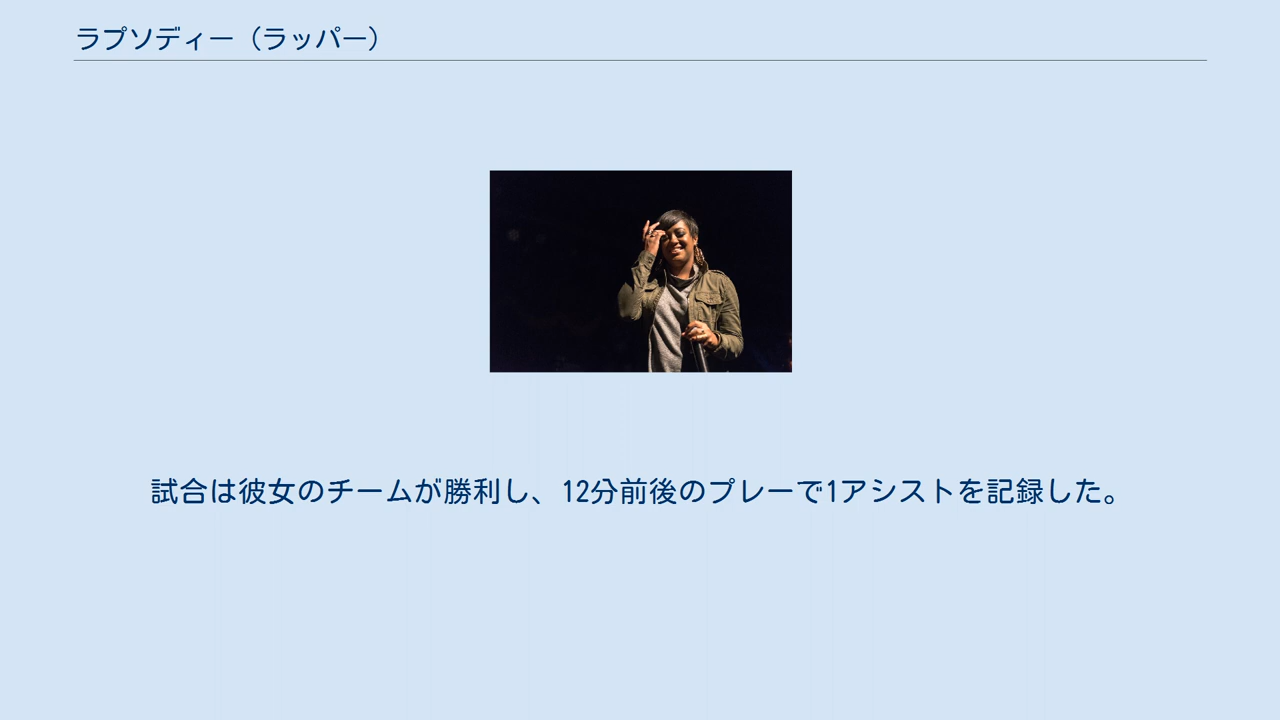 ラプソディー（ラッパー）
試合は彼女のチームが勝利し、12分前後のプレーで1アシストを記録した。